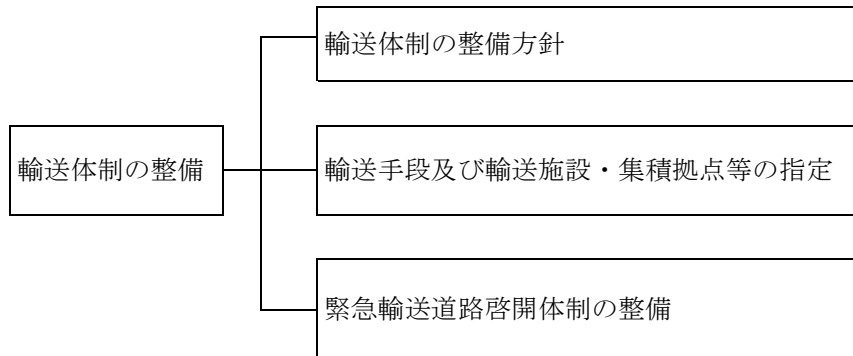 輸送体制の整備方針
輸送体制の整備
輸送手段及び輸送施設・集積拠点等の指定
緊急輸送道路啓開体制の整備